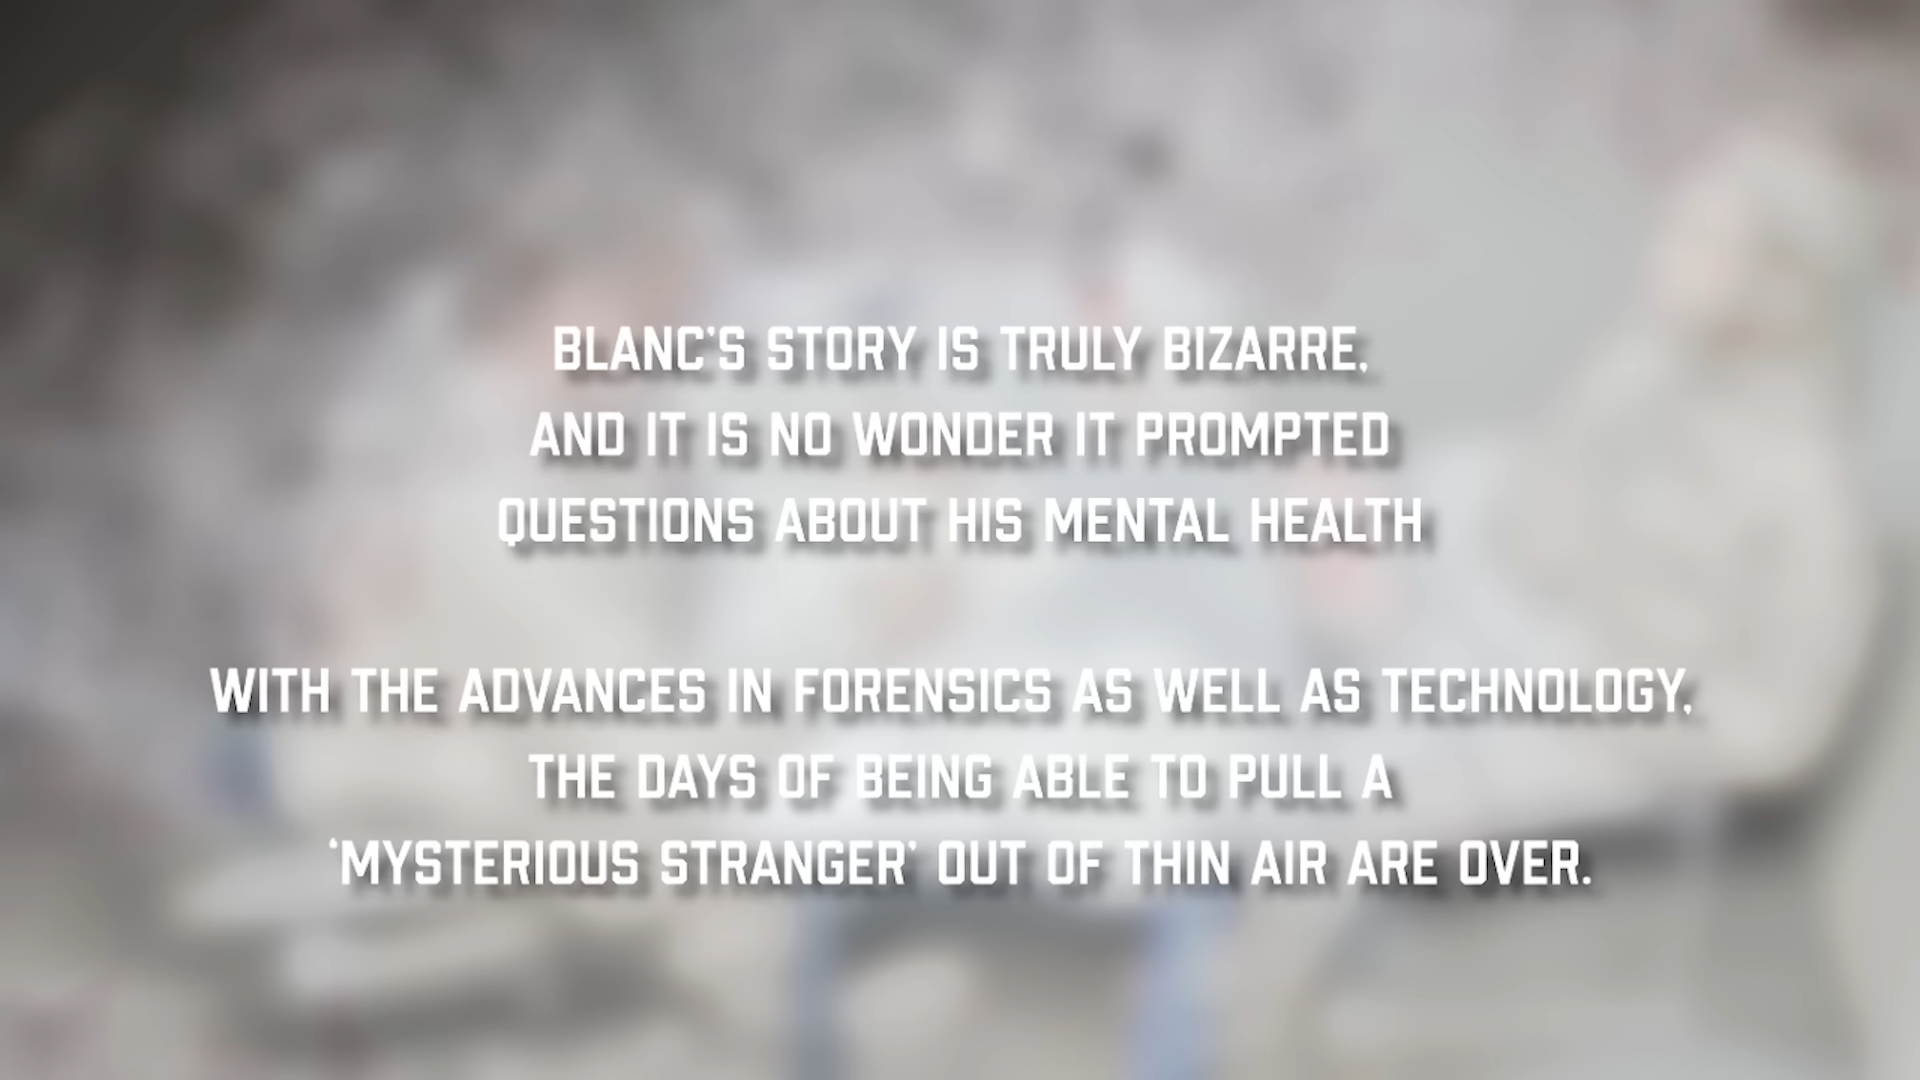 BLANC'S STORY IS TRULY BIZARRE,
AND IT IS NO WONDER IT PROMPTED
QUESTIONS ABOUT HIS MENTAL HEALTH
WITH THE ADVANCES IN FORENSICS AS WELL AS TECHNOLOGY,
THE DAYS OF BEING ABLE TO PULL A
‘MYSTERIOUS STRANGER’ OUT OF THIN AIR ARE OVER.